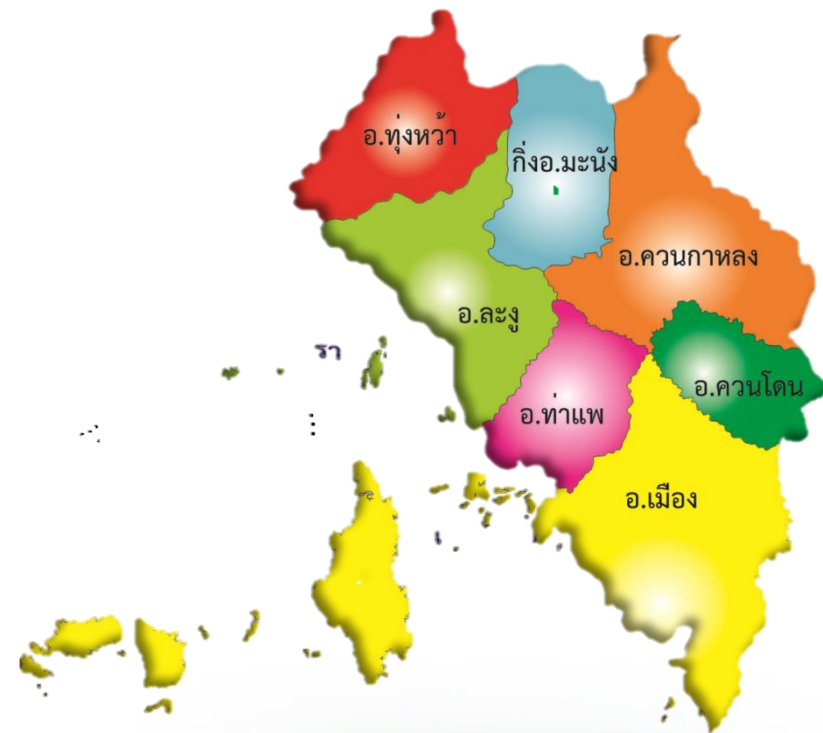 อ.ทุ่งหว้า
กิ่งอ.มะนัง
อ.ควนกาหลง
อ.ละงู
รา
อ.ควนโดน
อ.ท่าแพ
อ.เมือง